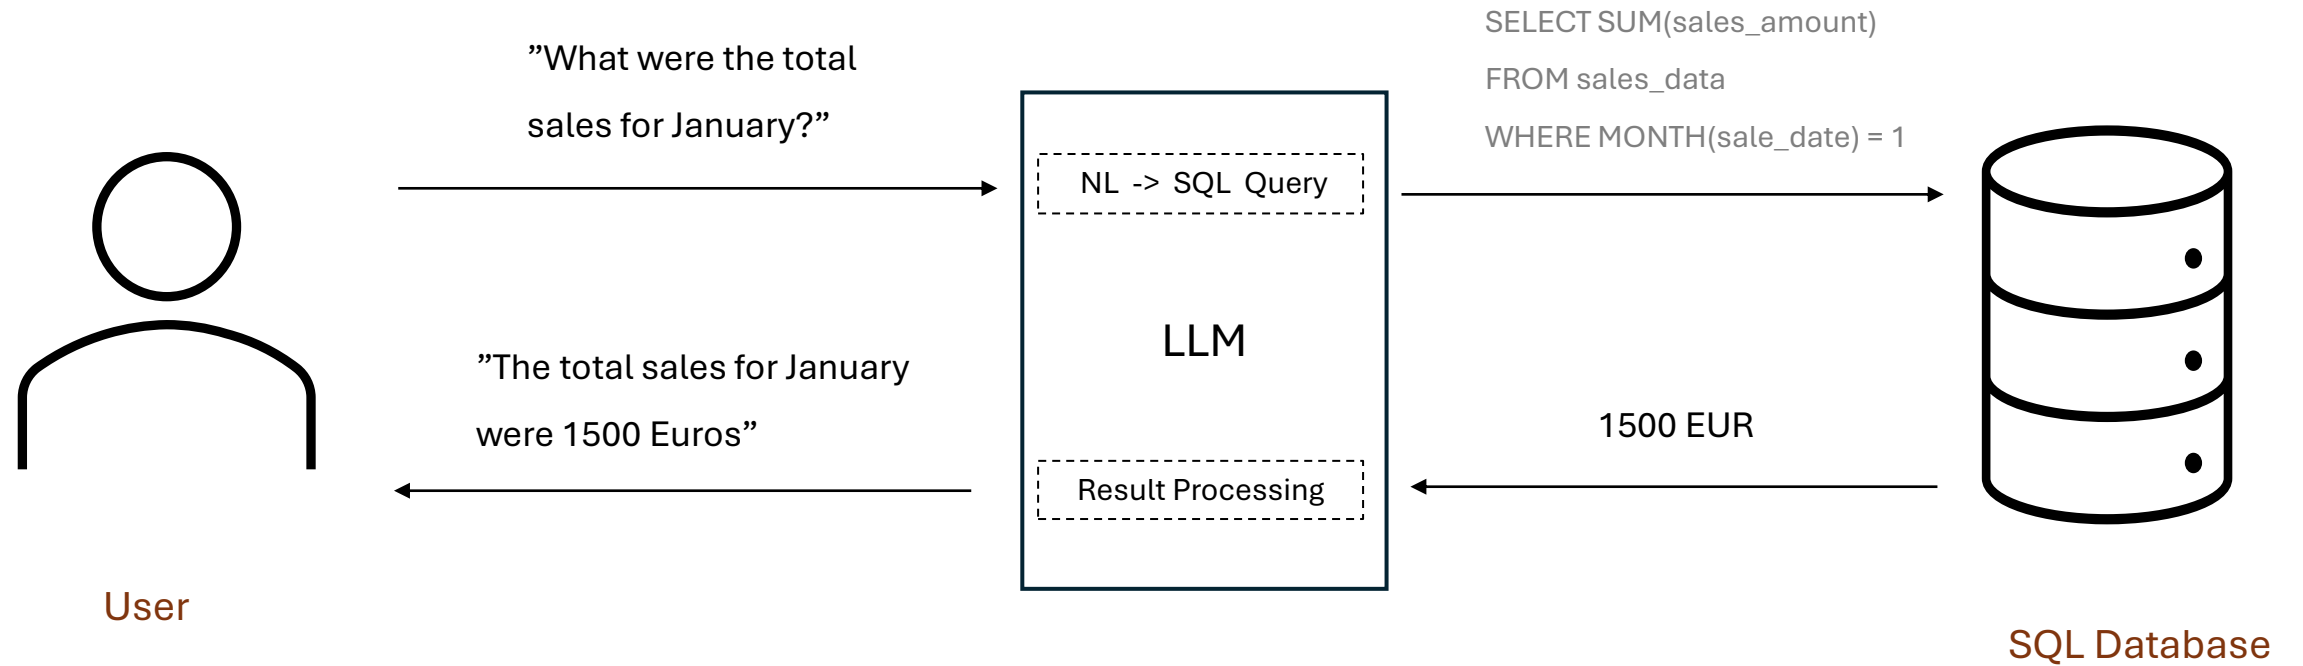 ”What were the total
sales for January?”
SELECT SUM(sales_amount)
FROM sales_data
WHERE MONTH(sale_date) = 1
NL -> SQL Query
LLM
”The total sales for January
were 1500 Euros”
1500 EUR
Result Processing
User
SQL Database